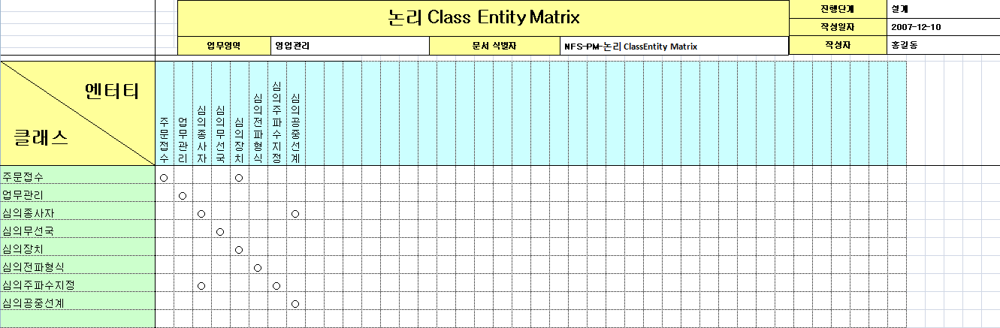 논리 Class Entity Matrix
진행단계 설계
작성일자 2007-12-10
업무영역 영업관리 문서 식별자 NFS-PM-논리 ClassEntity Matrix 작성자 홍길동
엔터티
클래스
주문접수
업무관리
심의종사자
심의무선국
심의장치
심의전파형식
심의주파수지정
심의공중선계
주문접수 ○ ○
업무관리 ○
심의종사자 ○ ○
심의무선국 ○
심의장치 ○
심의전파형식 ○
심의주파수지정 ○ ○
심의공중선계 ○